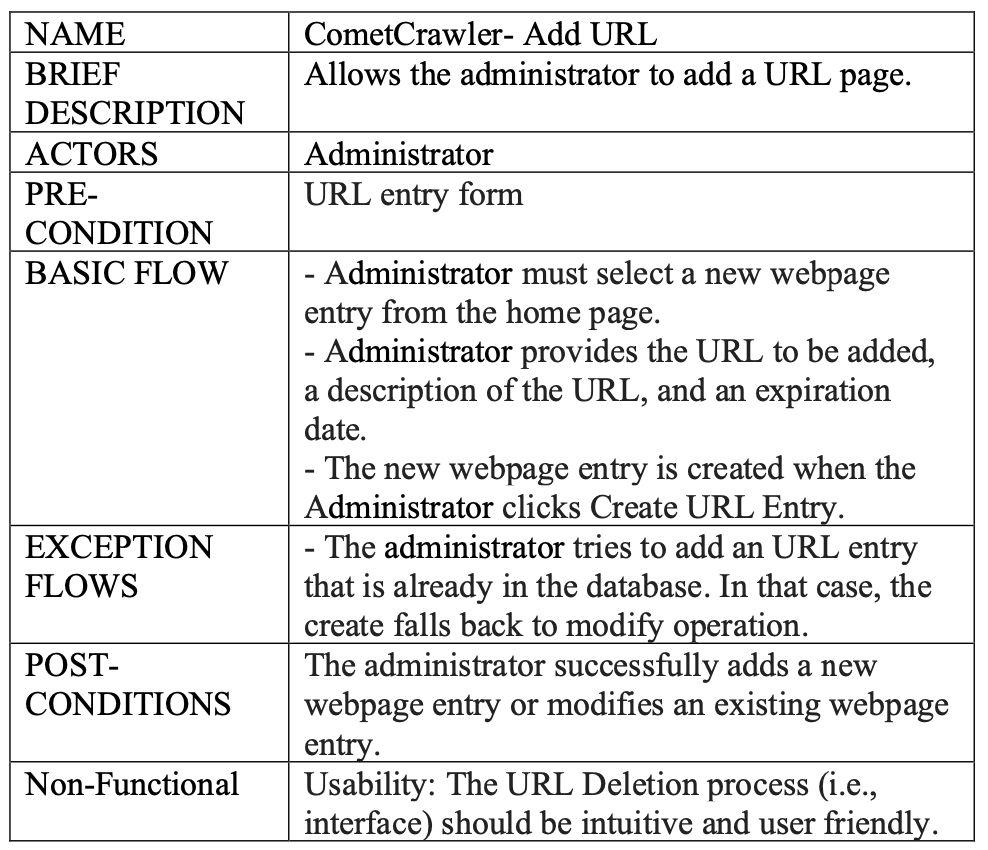 NAME
CometCrawler- Add URL
BRIEF
DESCRIPTION
Allows the administrator to add a URL page.
ACTORS
Administrator
PRE-
CONDITION
URL entry form
BASIC FLOW
- Administrator must select a new webpage
entry from the home page.
- Administrator provides the URL to be added,
a description of the URL, and an expiration
date.
- The new webpage entry is created when the
Administrator clicks Create URL Entry.
EXCEPTION
FLOWS
- The administrator tries to add an URL entry
that is already in the database. In that case, the
create falls back to modify operation.
POST-
CONDITIONS
The administrator successfully adds a new
webpage entry or modifies an existing webpage
entry.
Non-Functional
Usability: The URL Deletion process (i.e.,
interface) should be intuitive and user friendly.